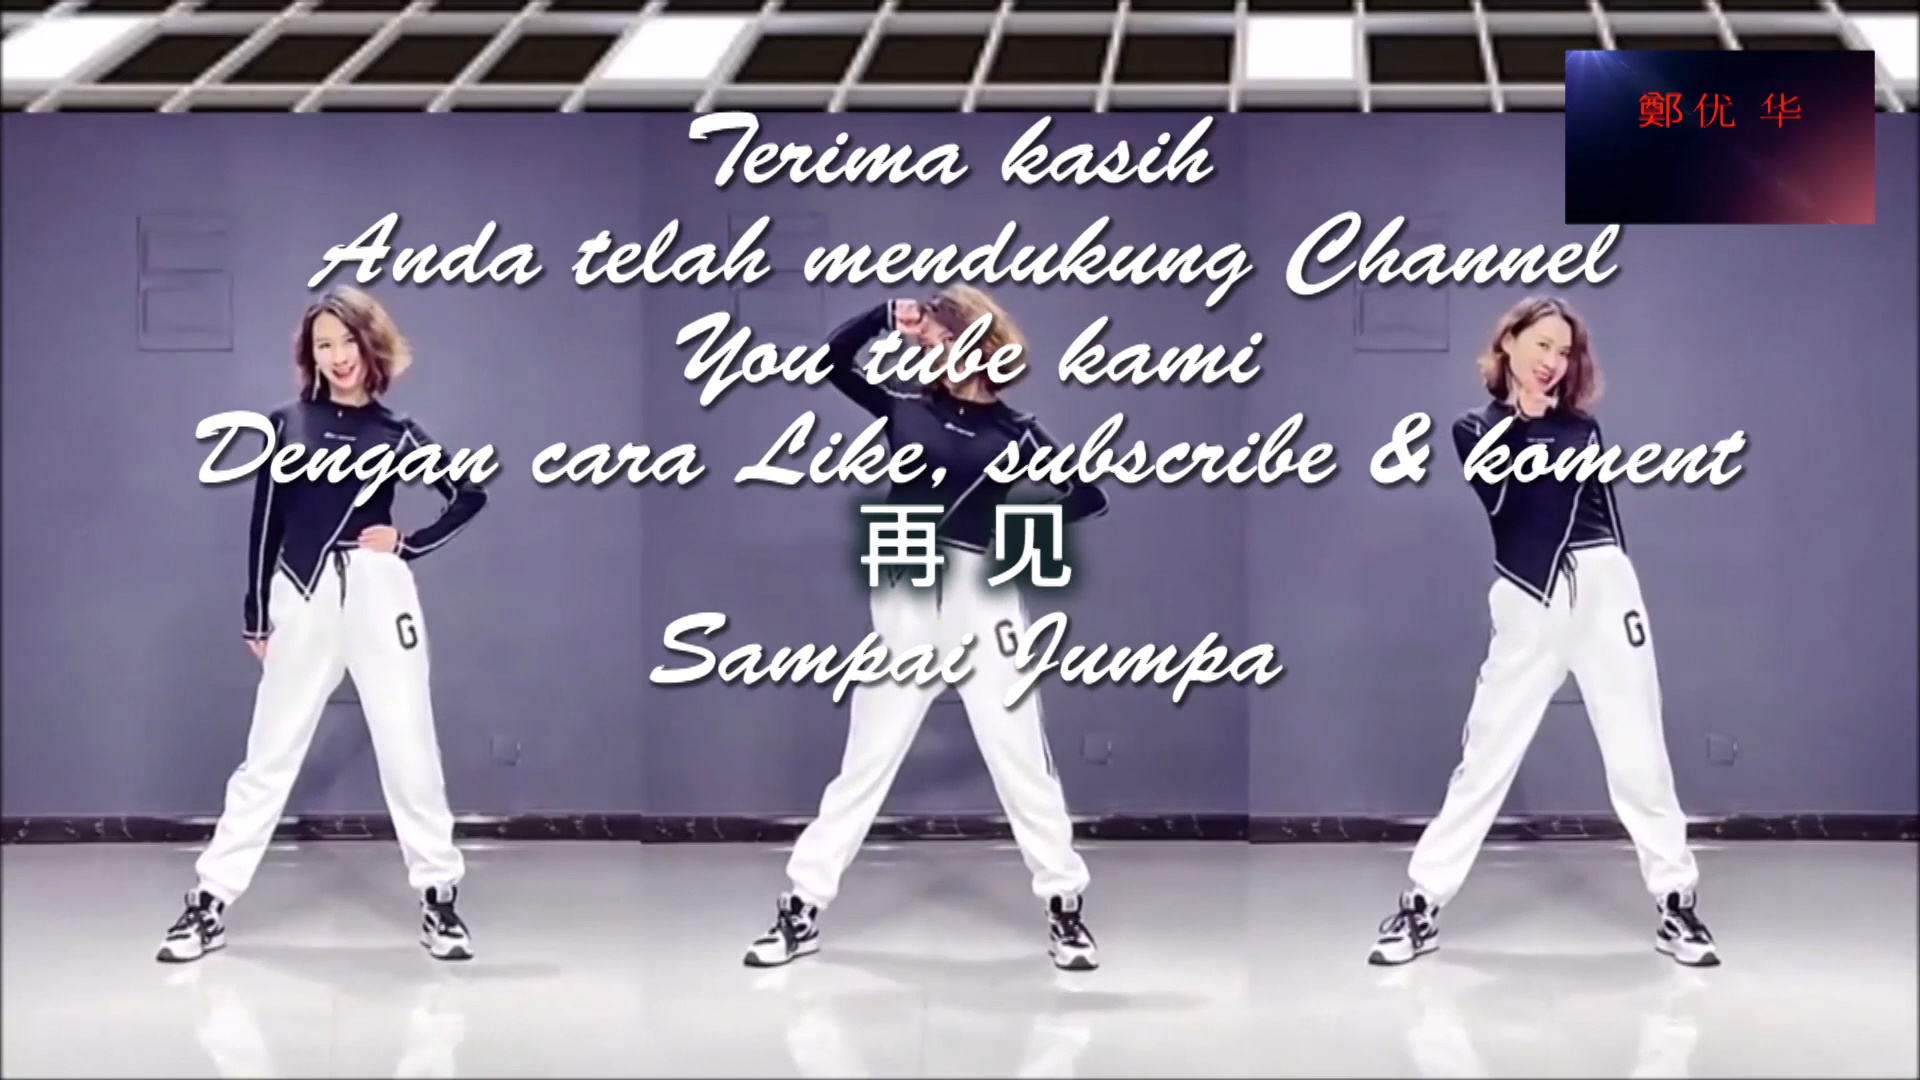 鄭优 华
Terima kasih
Anda telah mendukung Channel
You tube kami
Dengan cara Like, subscribe & koment
再 见
Sampai Jumpa
G
G
G